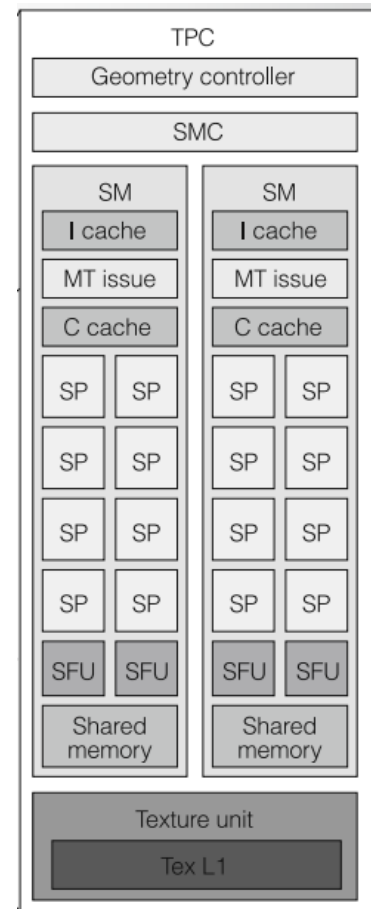 TPC
Geometry controller
SMC
SM
I cache
MT issue
C cache
SP SP
SP SP
SP SP
SP SP
SFU SFU
Shared
memory
SM
I cache
MT issue
C cache
SP SP
SP SP
SP SP
SP SP
SFU SFU
Shared
memory
Texture unit
Tex L1